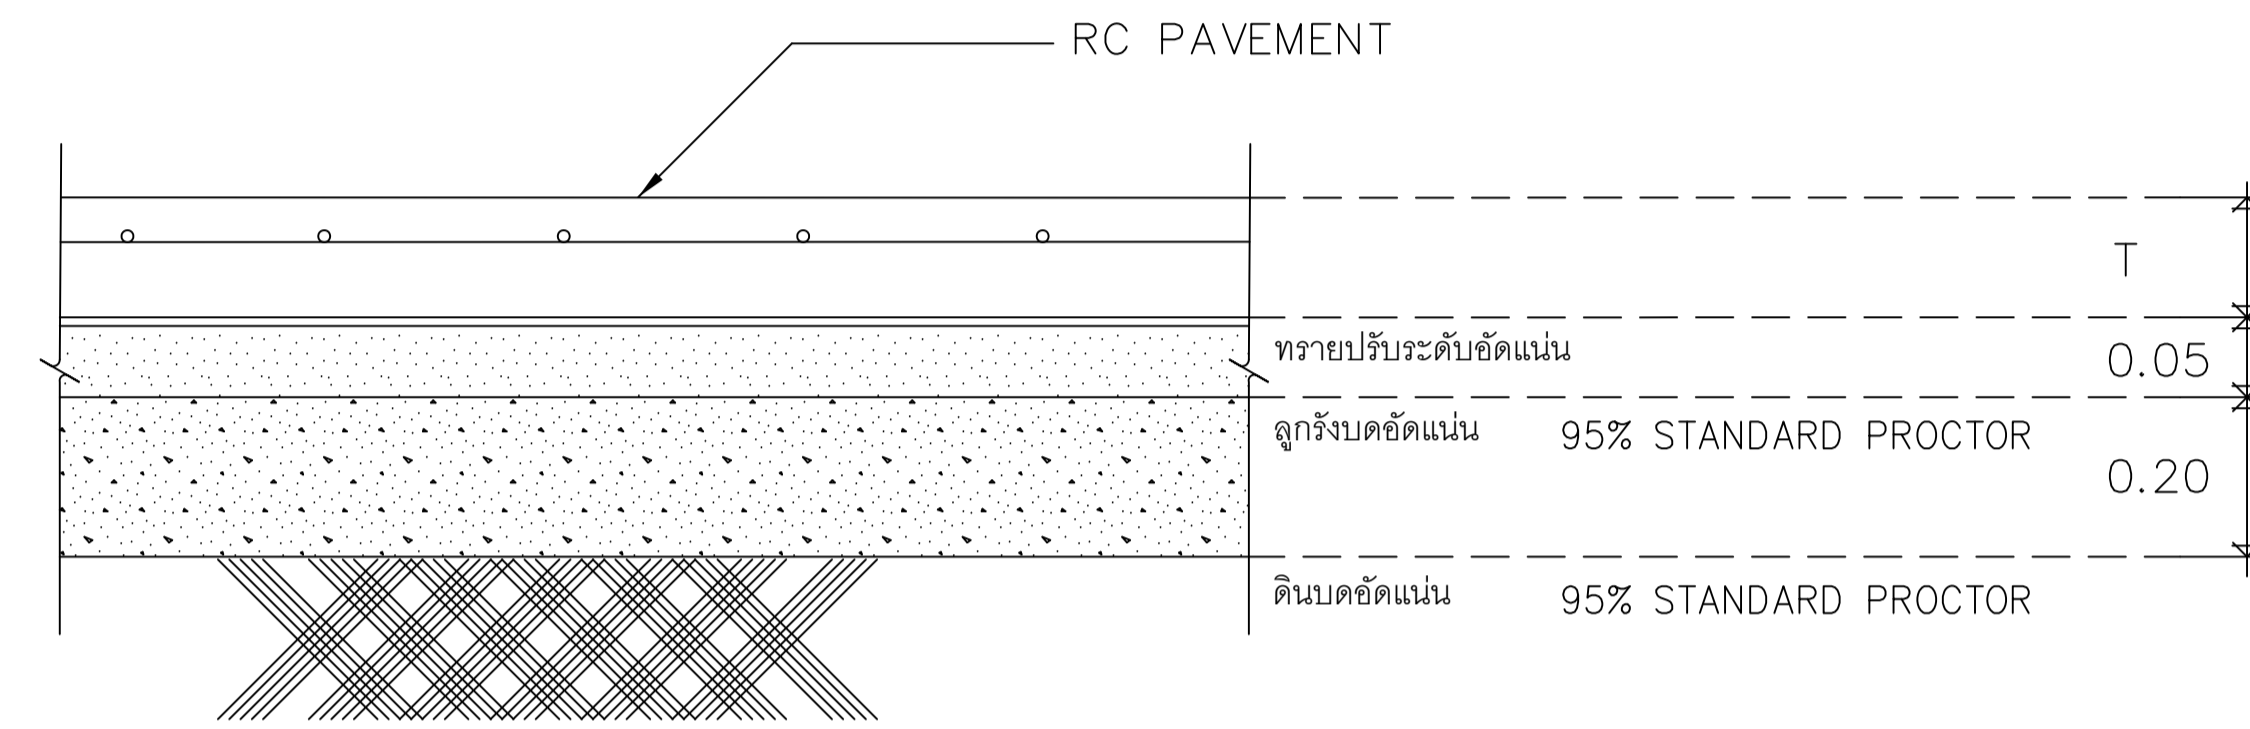 RC PAVEMENT
T
ทรายปรับระดับอัดแน่น 0.05
ลูกรังบดอัดแน่น 95% STANDARD PROCTOR
0.20
ดินบดอัดแน่น 95% STANDARD PROCTOR